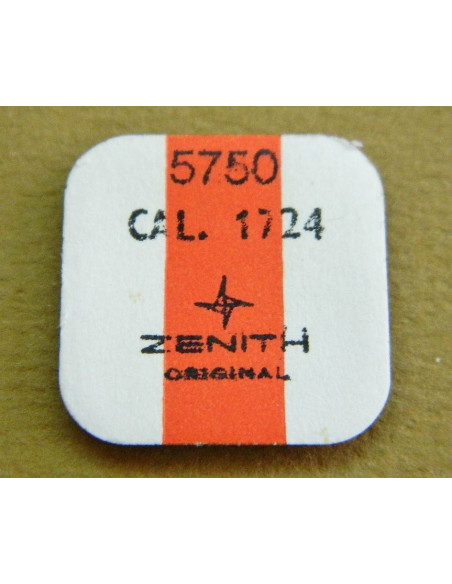 5750
CAL. 1724
ZENITH
ORIGINAL